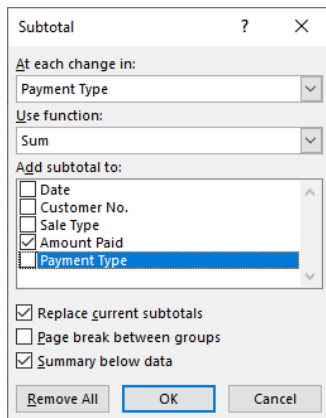 Subtotal ? ×
At each change in:
Payment Type
Use function:
Sum
Add subtotal to:
Date
Customer No.
Sale Type
Amount Paid
Payment Type
Replace current subtotals
Page break between groups
Summary below data
Remove All OK Cancel